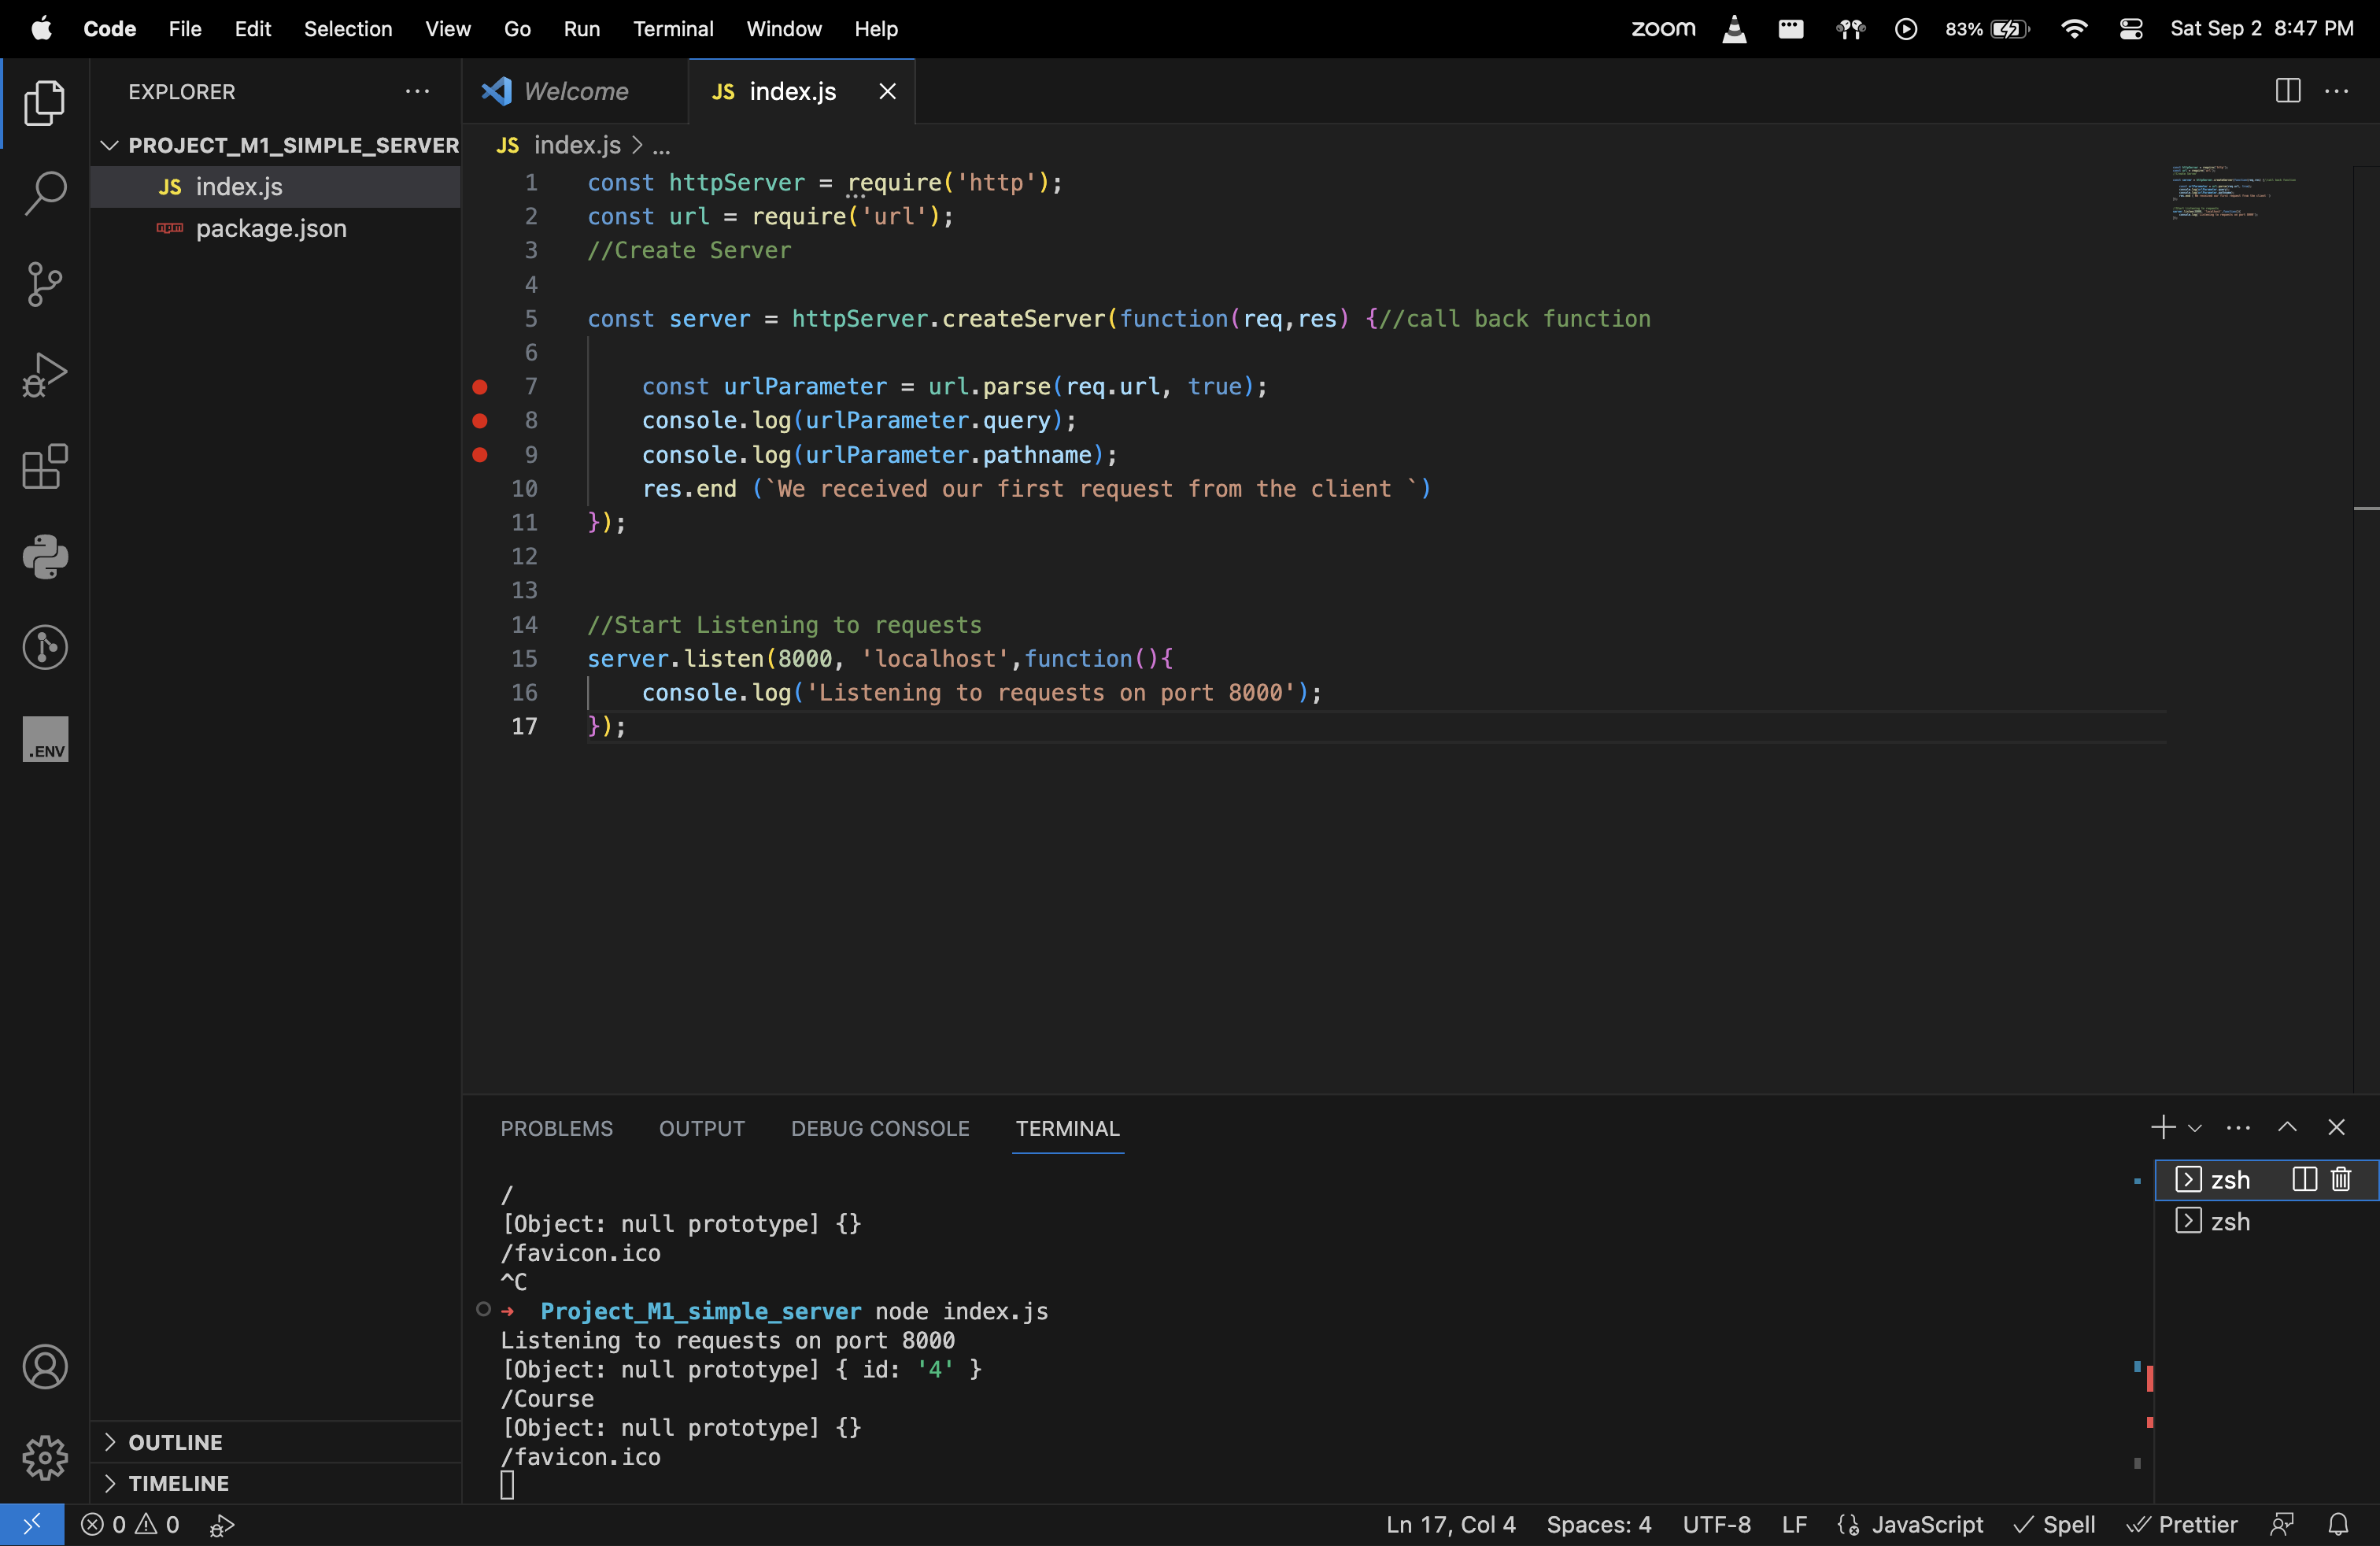 Code File Edit Selection View Go Run Terminal Window Help zoom 83% Sat Sep 2 8:47 PM
EXPLORER
PROJECT_M1_SIMPLE_SERVER
JS index.js
package.json
.ENV
OUTLINE
TIMELINE
Welcome JS index.js
JS index.js > ...
1 const httpServer = require('http');
2 const url = require('url');
3 //Create Server
4
5 const server = httpServer.createServer(function(req,res) {//call back function
6
7 const urlParameter = url.parse(req.url, true);
8 console.log(urlParameter.query);
9 console.log(urlParameter.pathname);
10 res.end (`We received our first request from the client `)
11 });
12
13
14 //Start Listening to requests
15 server.listen(8000, 'localhost',function(){
16 console.log('Listening to requests on port 8000');
17 });
PROBLEMS OUTPUT DEBUG CONSOLE TERMINAL
/
[Object: null prototype] {}
/favicon.ico
^C
➜ Project_M1_simple_server node index.js
Listening to requests on port 8000
[Object: null prototype] { id: '4' }
/Course
[Object: null prototype] {}
/favicon.ico
zsh
zsh
0 0 Ln 17, Col 4 Spaces: 4 UTF-8 LF JavaScript Spell Prettier